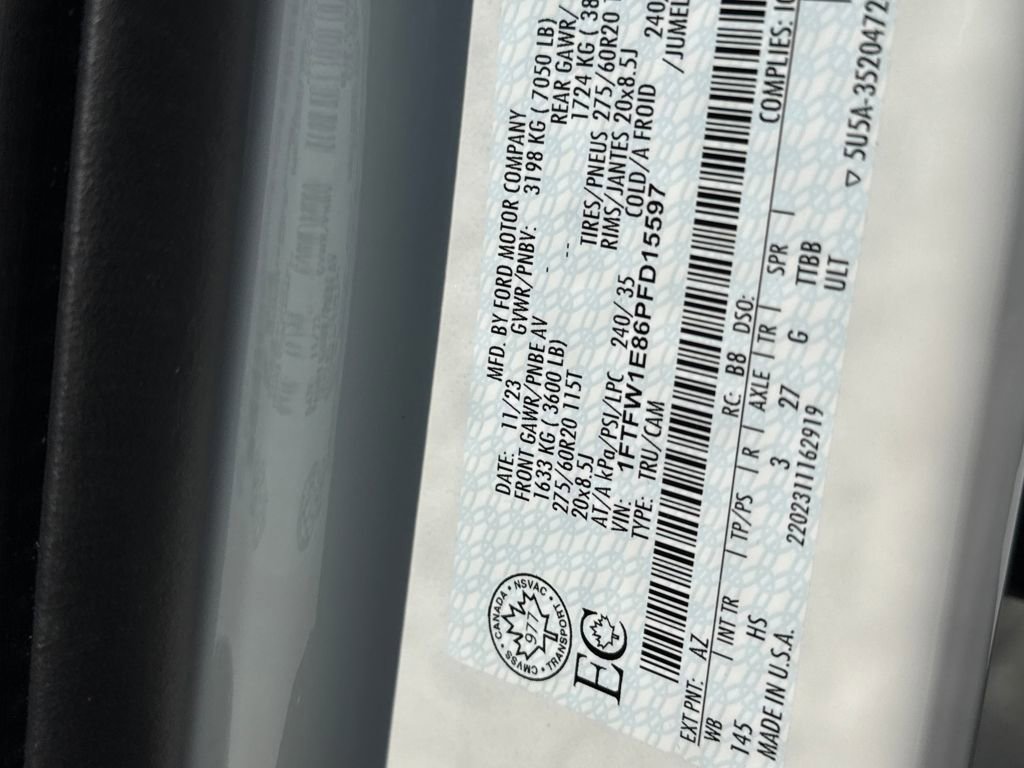 CMVSS • CANADA • NSVAC • TRANSPORT
977
EC
DATE: 11/23 MFD. BY FORD MOTOR COMPANY
FRONT GAWR/PNBE AV GVWR/PNBV: 3198 KG ( 7050 LB)
1633 KG ( 3600 LB) - REAR GAWR/
275/60R20 115T -- 1724 KG ( 38
20x8.5J TIRES/PNEUS 275/60R20
AT/A kPa/PSI/LPC 240/ 35 RIMS/JANTES 20x8.5J
VIN: 1FTFW1E86PFD15597 COLD/A FROID 240
TYPE: TRU/CAM /JUMEL
EXT PNT: AZ RC: B8 DSO: COMPLIES:
WB | INT TR | TP/PS | R | AXLE | TR | SPR |
145 HS 3 27 G TTBB
MADE IN U.S.A. 2202311162919 ULT ▽ 5U5A-3520472